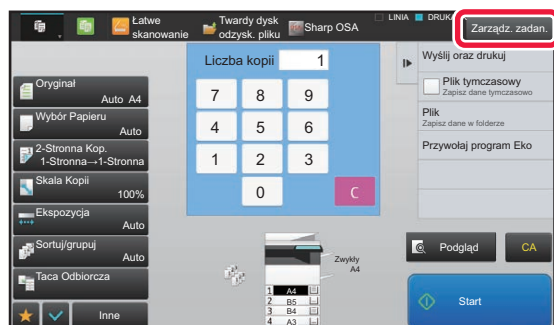 Łatwe
skanowanie
Twardy dysk
odzysk. pliku
Sharp OSA
LINIA
DRUK
Zarządz. zadan.
Oryginał
Auto A4
Wybór Papieru
Auto
2-Stronna Kop.
1-Stronna→1-Stronna
Skala Kopii
100%
Ekspozycja
Auto
Sortuj/grupuj
Auto
Taca Odbiorcza
Inne
Liczba kopii 1
7 8 9
4 5 6
1 2 3
0 C
Zwykły
A4
1 A4
2 B5
3 B4
4 A3
Wyślij oraz drukuj
Plik tymczasowy
Zapisz dane tymczasowo
Plik
Zapisz dane w folderze
Przywołaj program Eko
Podgląd CA
Start